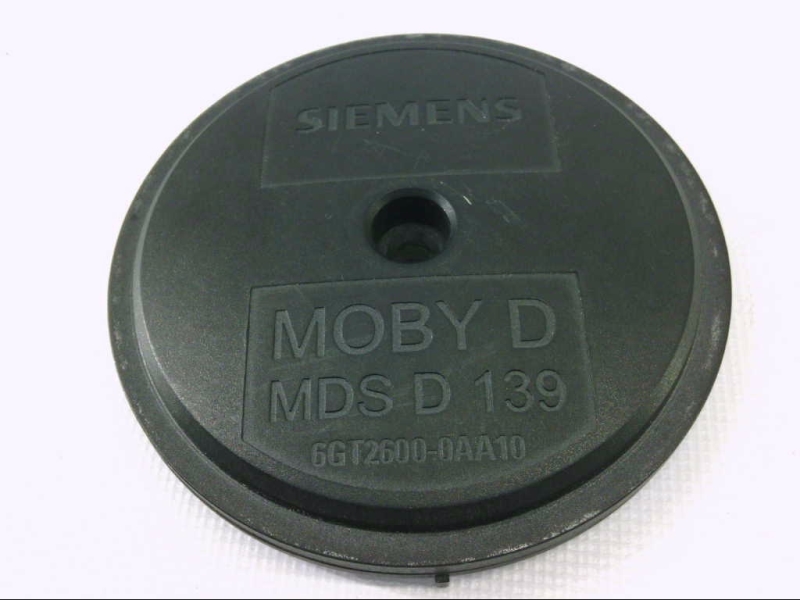 SIEMENS
MOBY D
MDS D 139
6GT2600-0AA10